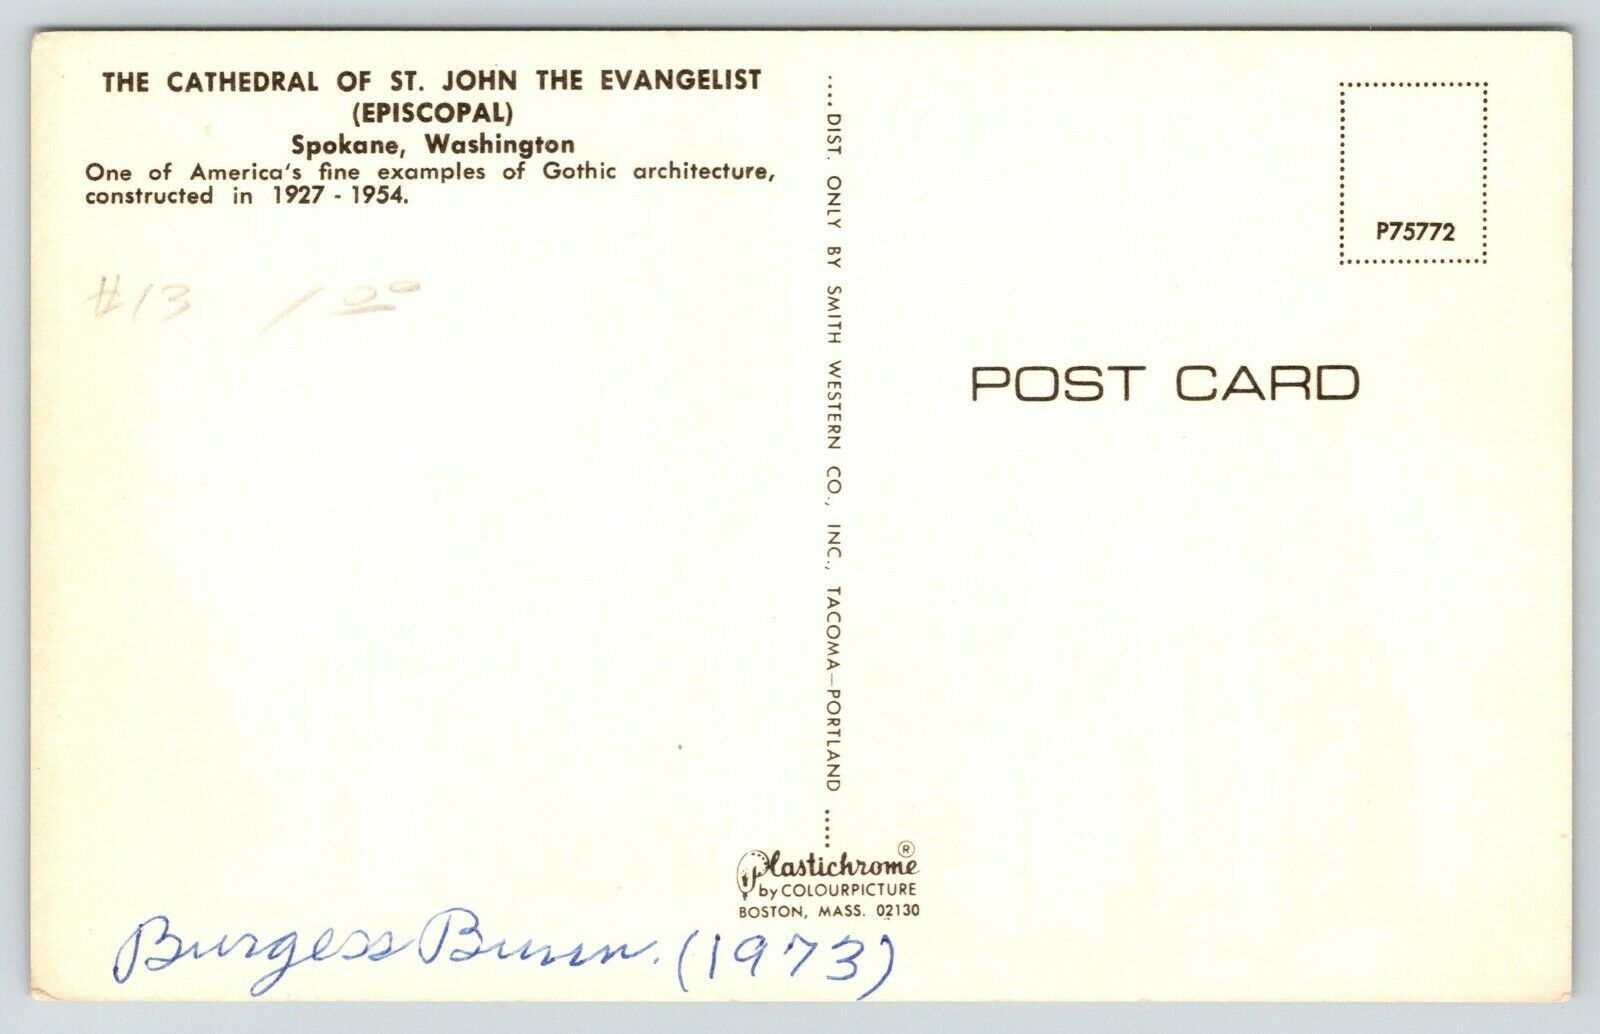 THE CATHEDRAL OF ST. JOHN THE EVANGELIST
(EPISCOPAL)
Spokane, Washington
One of America's fine examples of Gothic architecture,
constructed in 1927 - 1954.
#13 1 00
....DIST. ONLY BY SMITH WESTERN CO., INC., TACOMA—PORTLAND .....
P75772
POST CARD
Plastichrome®
by COLOURPICTURE
BOSTON, MASS. 02130
Burgess Bunn. (1973)